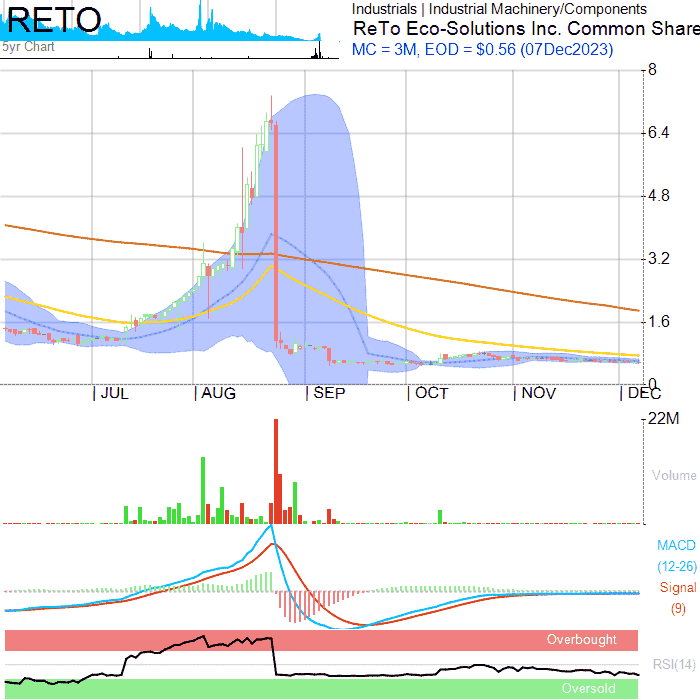 RETO
5yr Chart
Industrials | Industrial Machinery/Components
ReTo Eco-Solutions Inc. Common Share
MC = 3M, EOD = $0.56 (07Dec2023)
8
6.4
4.8
3.2
1.6
0
JUL AUG SEP OCT NOV DEC
22M
Volume
MACD
(12-26)
Signal
(9)
Overbought
RSI(14)
Oversold